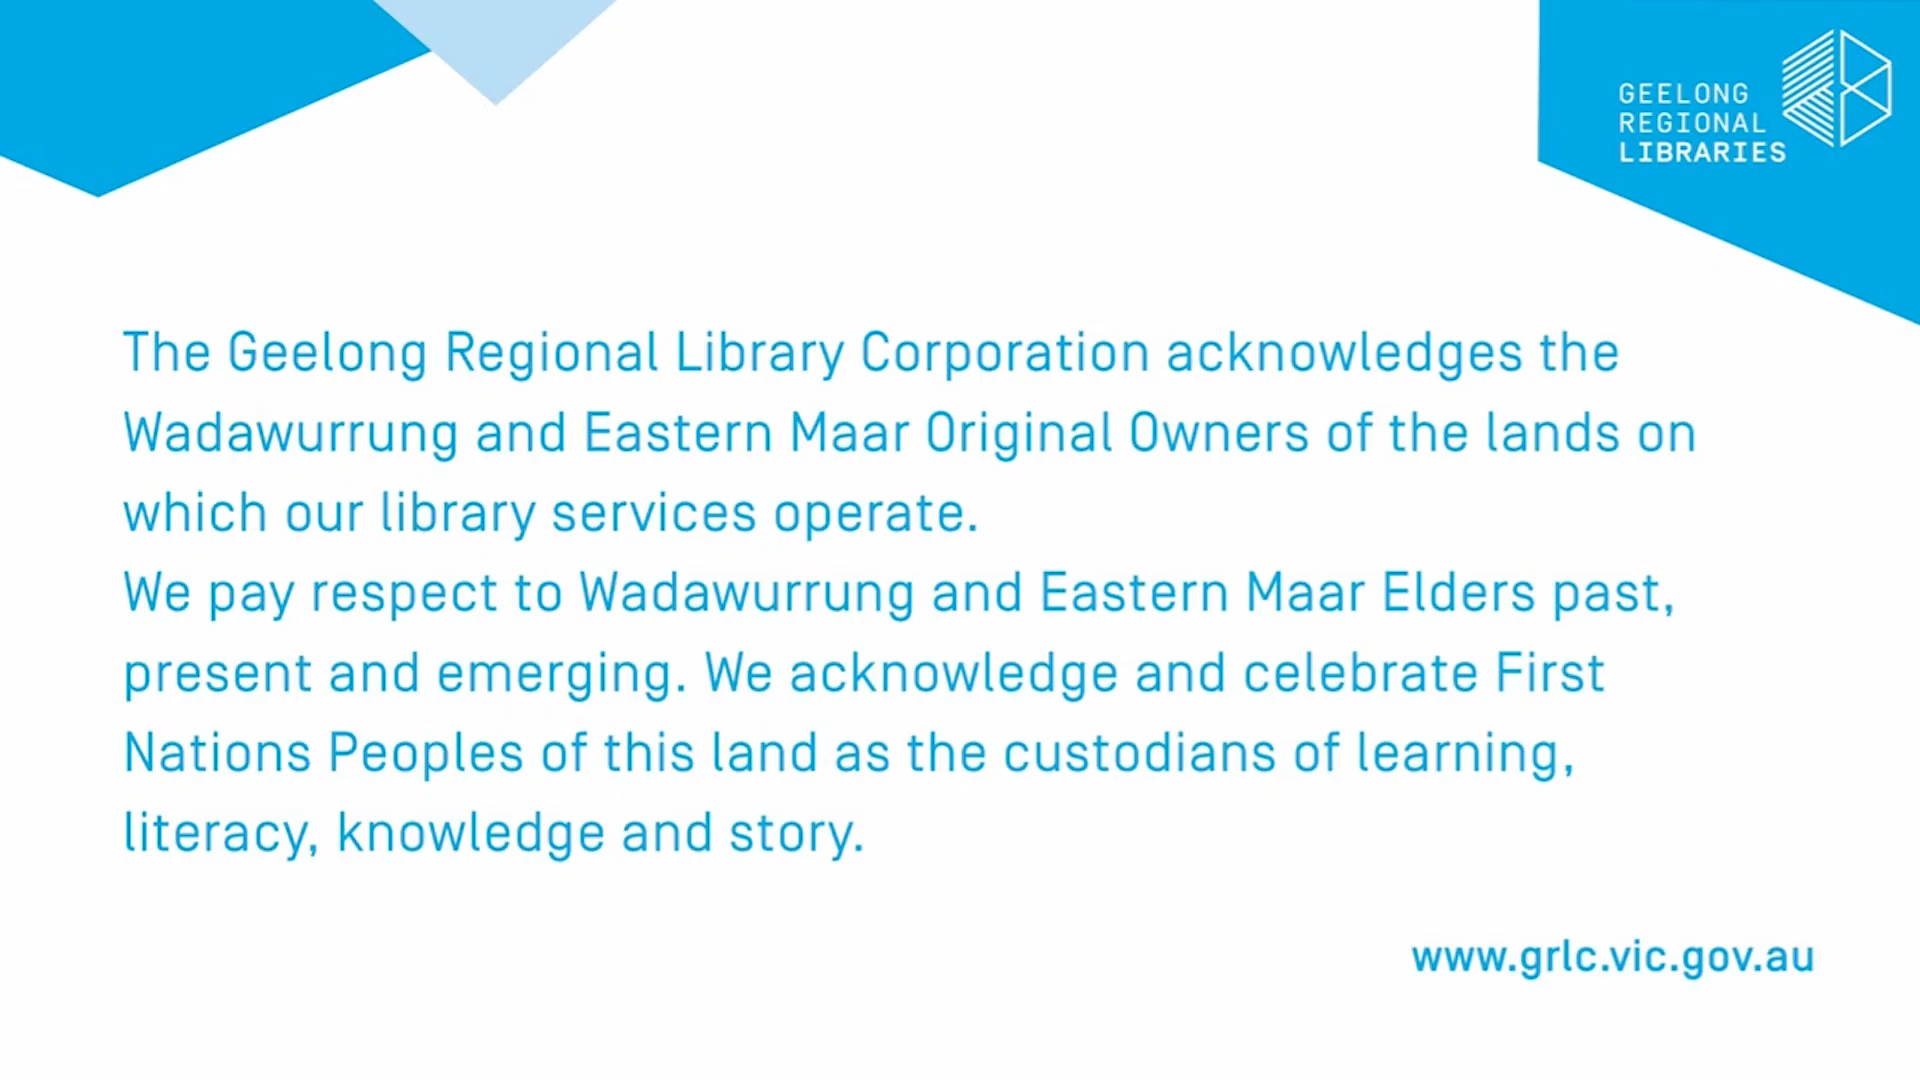 GEELONG
REGIONAL
LIBRARIES
The Geelong Regional Library Corporation acknowledges the
Wadawurrung and Eastern Maar Original Owners of the lands on
which our library services operate.
We pay respect to Wadawurrung and Eastern Maar Elders past,
present and emerging. We acknowledge and celebrate First
Nations Peoples of this land as the custodians of learning,
literacy, knowledge and story.
www.grlc.vic.gov.au